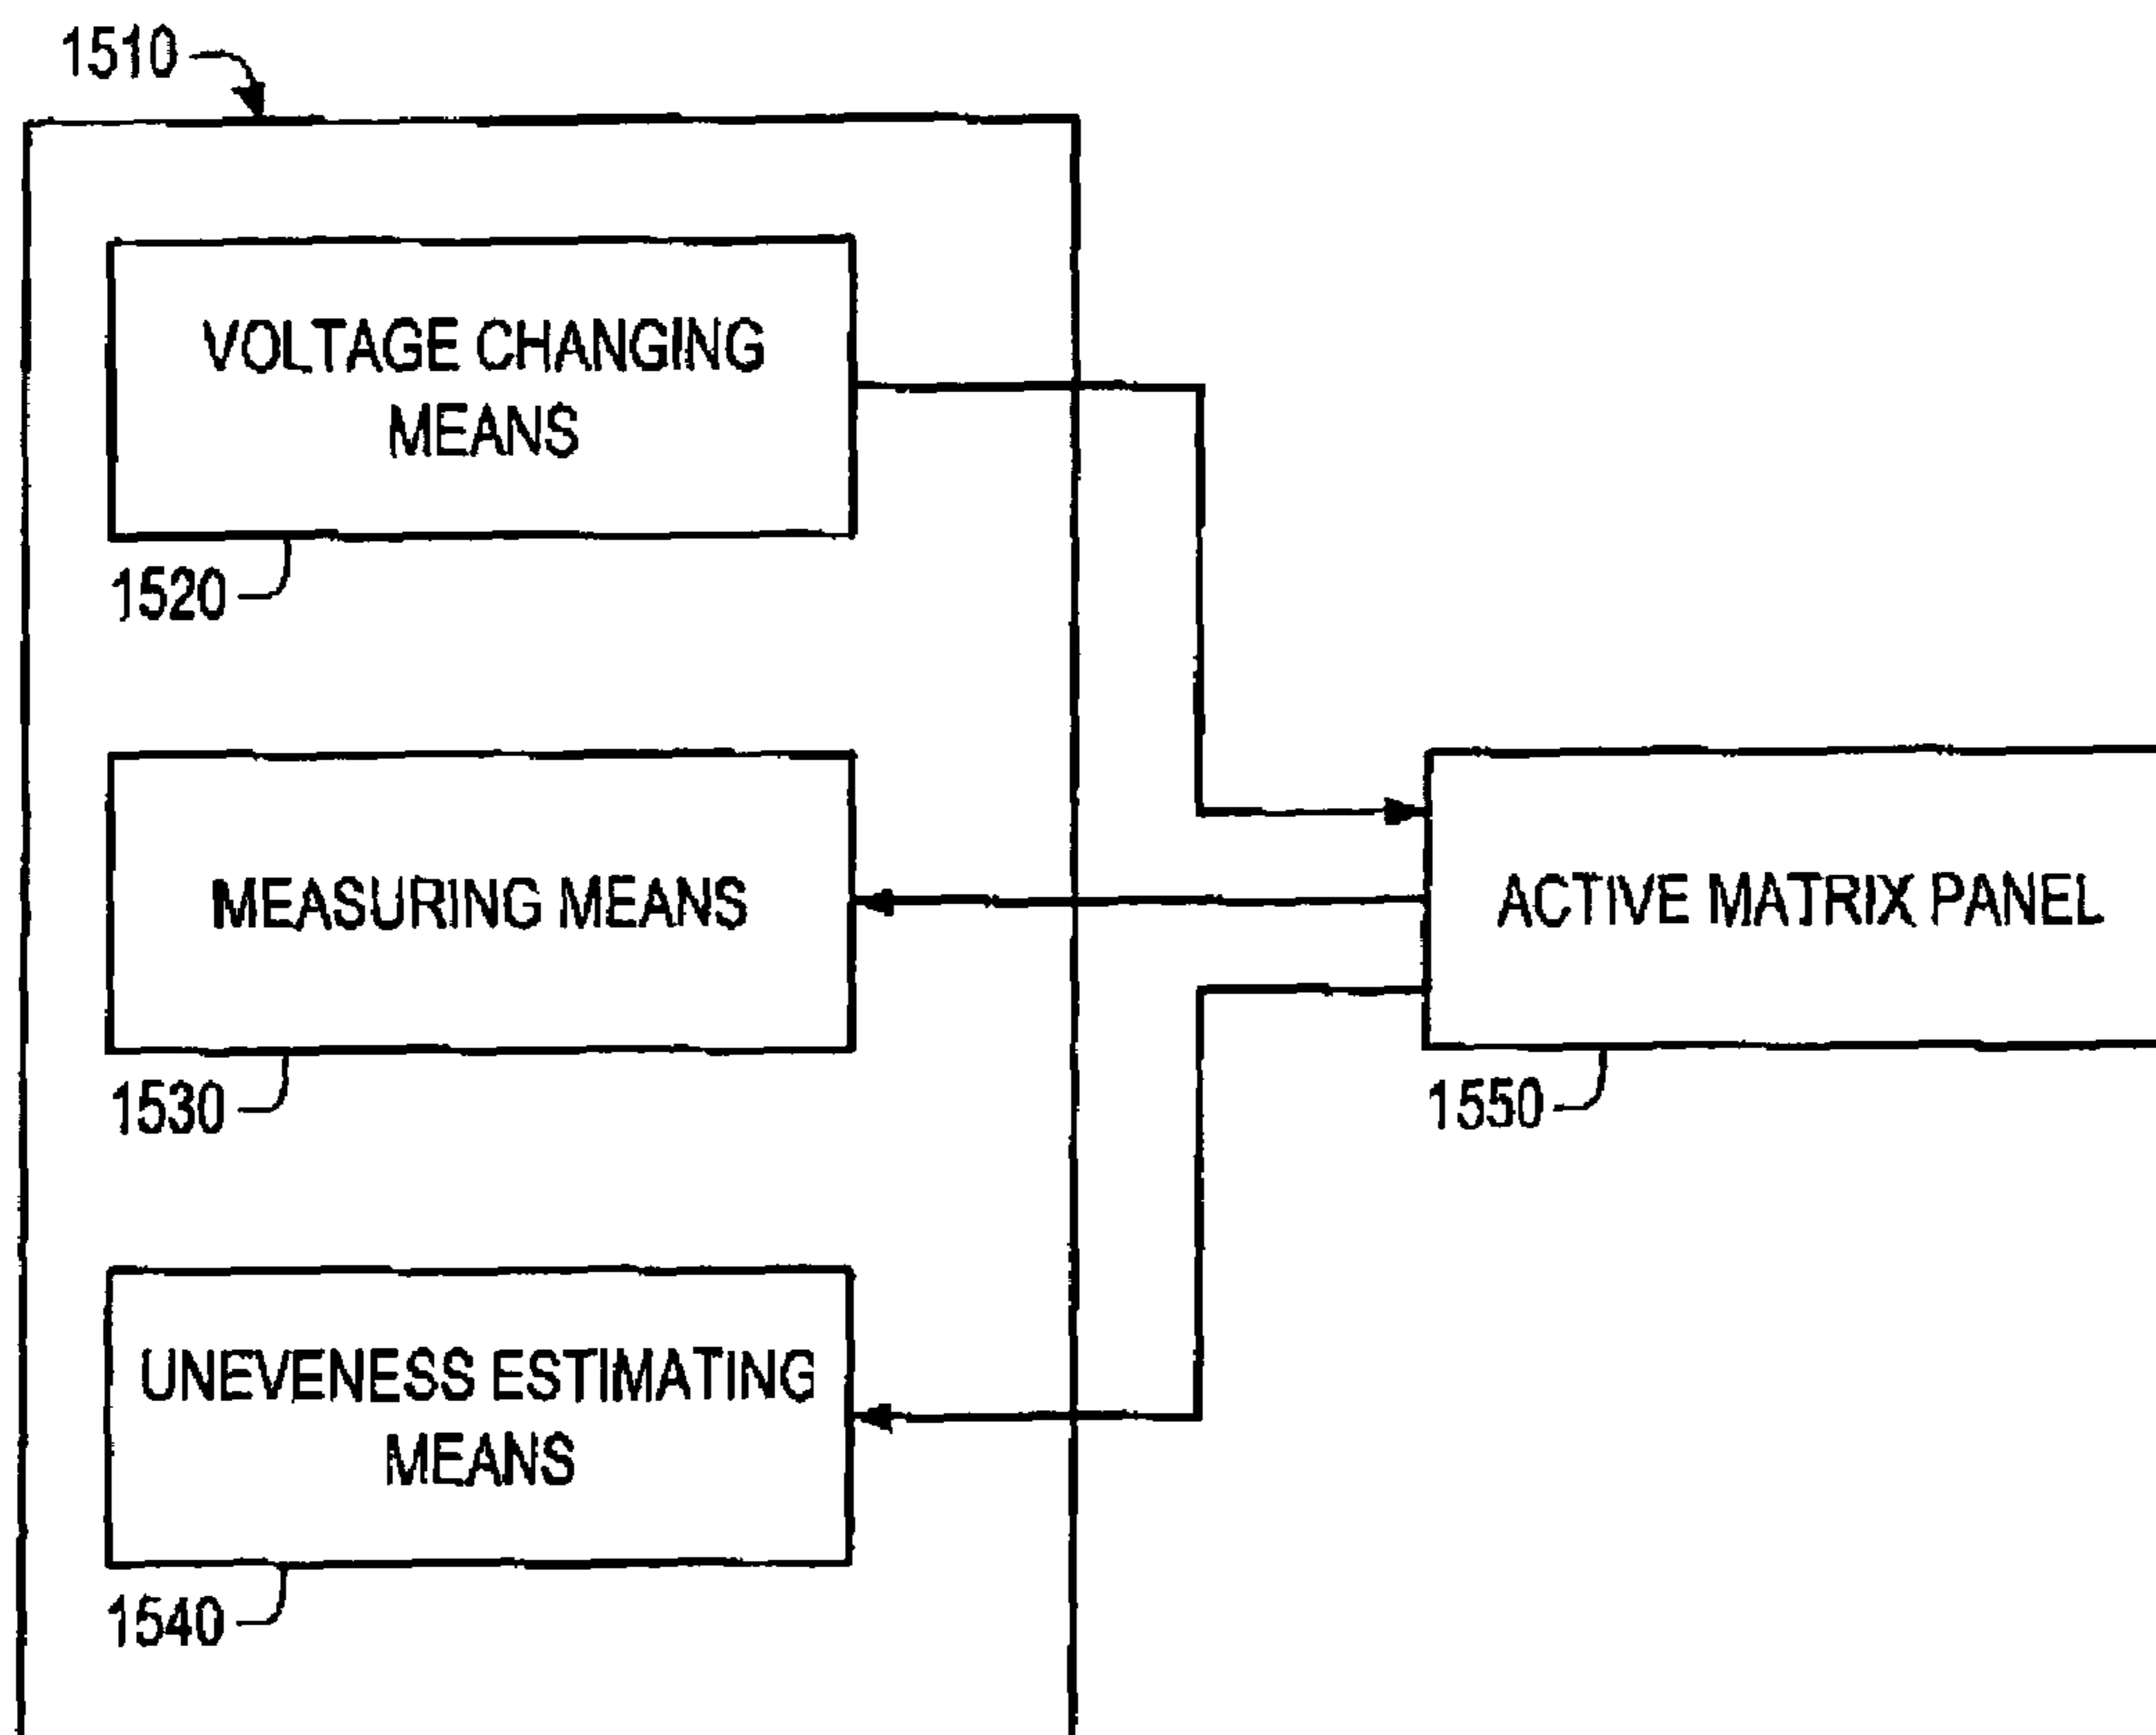 1510
VOLTAGE CHANGING
MEANS
1520
MEASURING MEANS
1530
ACTIVE MATRIX PANEL
1550
UNEVENESS ESTIMATING
MEANS
1540